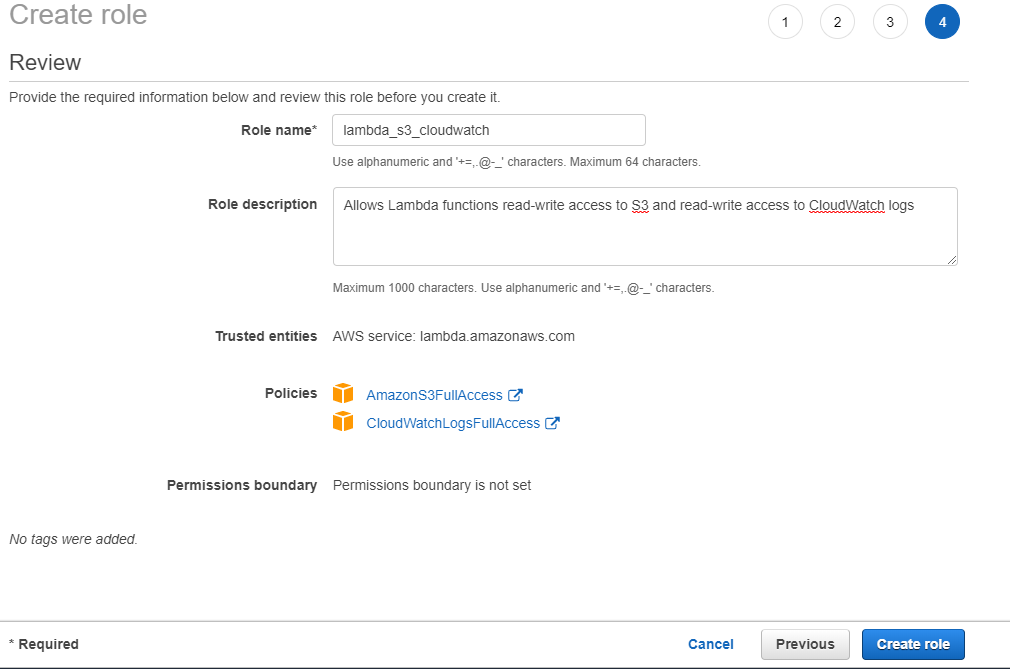 Create role
1 2 3 4
Review
Provide the required information below and review this role before you create it.
Role name* lambda_s3_cloudwatch
Use alphanumeric and '+=,.@-_' characters. Maximum 64 characters.
Role description Allows Lambda functions read-write access to S3 and read-write access to CloudWatch logs
Maximum 1000 characters. Use alphanumeric and '+=,.@-_' characters.
Trusted entities AWS service: lambda.amazonaws.com
Policies AmazonS3FullAccess
CloudWatchLogsFullAccess
Permissions boundary Permissions boundary is not set
No tags were added.
* Required Cancel Previous Create role